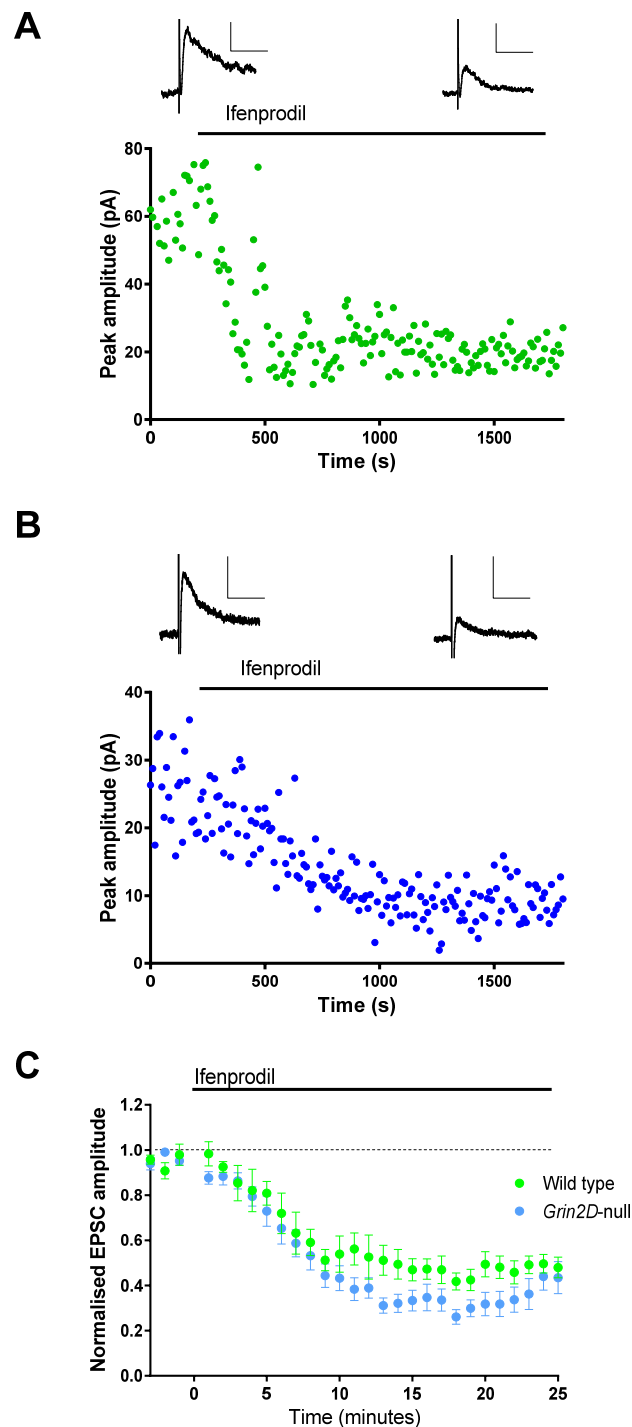 A
Ifenprodil
80
60
40
20
0
Peak amplitude (pA)
0 500 1000 1500
Time (s)
B
Ifenprodil
40
30
20
10
0
Peak amplitude (pA)
0 500 1000 1500
Time (s)
C
Ifenprodil
1.2
1.0
0.8
0.6
0.4
0.2
0.0
Normalised EPSC amplitude
Wild type
Grin2D-null
0 5 10 15 20 25
Time (minutes)